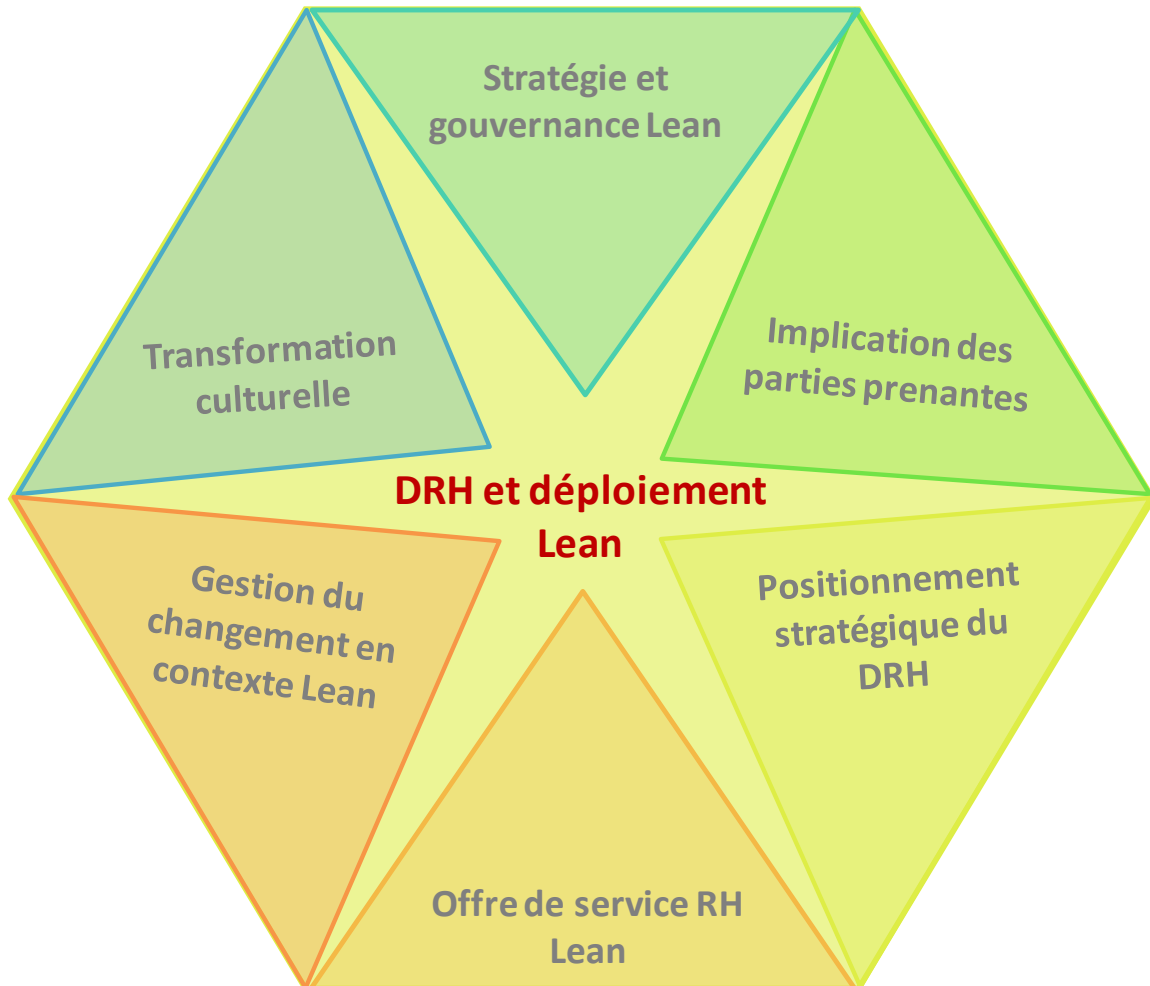 Stratégie et
gouvernance Lean
Implication des
parties prenantes
Transformation
culturelle
DRH et déploiement
Lean
Positionnement
stratégique du
DRH
Gestion du
changement en
contexte Lean
Offre de service RH
Lean